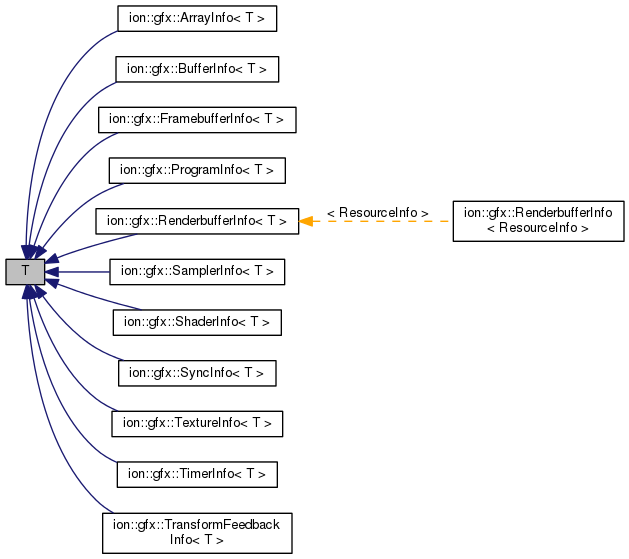 ion::gfx::ArrayInfo< T >
ion::gfx::BufferInfo< T >
ion::gfx::FramebufferInfo< T >
ion::gfx::ProgramInfo< T >
ion::gfx::RenderbufferInfo< T >
< ResourceInfo >
ion::gfx::RenderbufferInfo
< ResourceInfo >
T
ion::gfx::SamplerInfo< T >
ion::gfx::ShaderInfo< T >
ion::gfx::SyncInfo< T >
ion::gfx::TextureInfo< T >
ion::gfx::TimerInfo< T >
ion::gfx::TransformFeedback
Info< T >